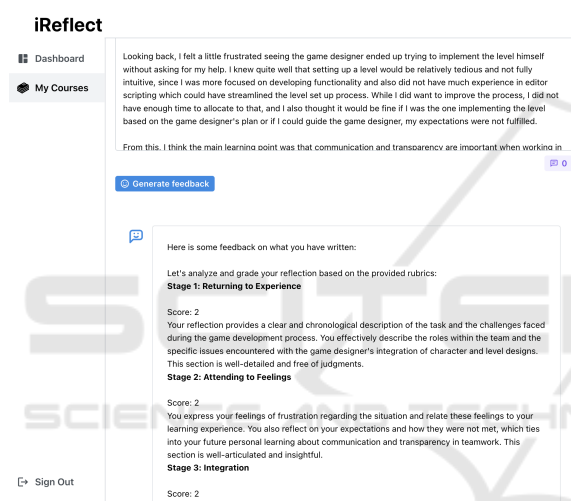 iReflect
Dashboard
My Courses
Looking back, I felt a little frustrated seeing the game designer ended up trying to implement the level himself
without asking for my help. I knew quite well that setting up a level would be relatively tedious and not fully
intuitive, since I was more focused on developing functionality and also did not have much experience in editor
scripting which could have streamlined the level set up process. While I did want to improve the process, I did not
have enough time to allocate to that, and I also thought it would be fine if I was the one implementing the level
based on the game designer's plan or if I could guide the game designer, my expectations were not fulfilled.
From this, I think the main learning point was that communication and transparency are important when working in
0
Generate feedback
Here is some feedback on what you have written:
Let's analyze and grade your reflection based on the provided rubrics:
Stage 1: Returning to Experience
Score: 2
Your reflection provides a clear and chronological description of the task and the challenges faced
during the game development process. You effectively describe the roles within the team and the
specific issues encountered with the game designer's integration of character and level designs.
This section is well-detailed and free of judgments.
Stage 2: Attending to Feelings
Score: 2
You express your feelings of frustration regarding the situation and relate these feelings to your
learning experience. You also reflect on your expectations and how they were not met, which ties
into your future personal learning about communication and transparency in teamwork. This
section is well-articulated and insightful.
Stage 3: Integration
Score: 2
Sign Out